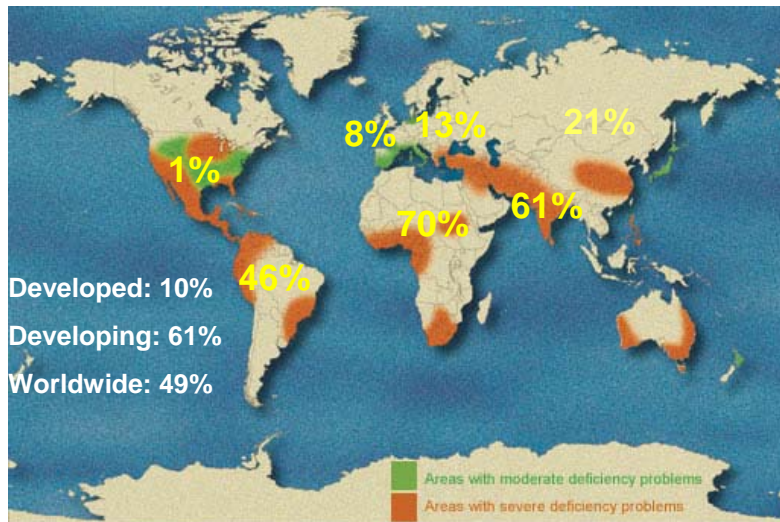 8%
13%
21%
1%
61%
70%
46%
Developed: 10%
Developing: 61%
Worldwide: 49%
Areas with moderate deficiency problems
Areas with severe deficiency problems